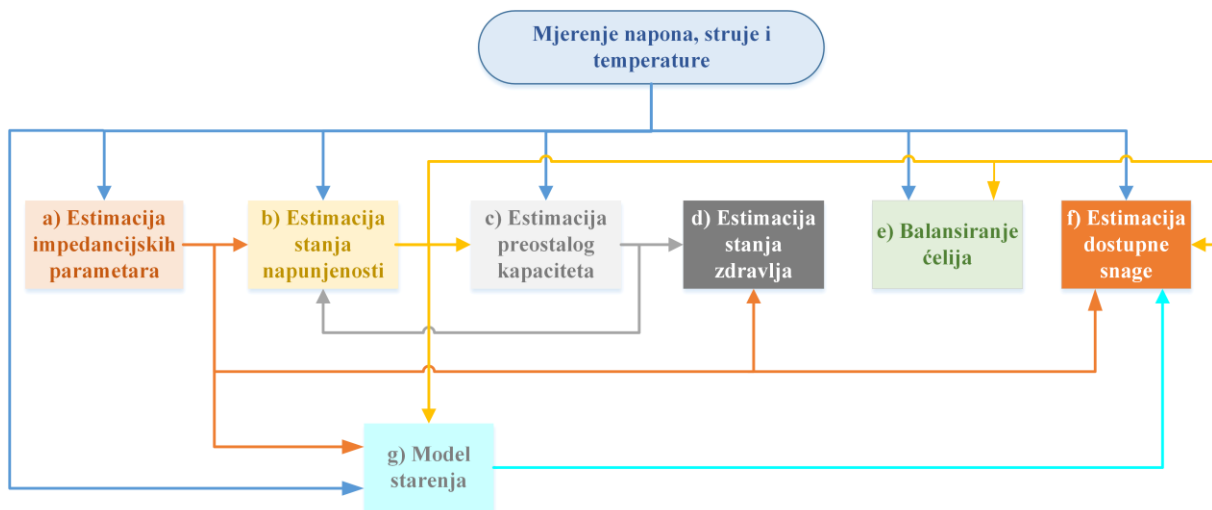 Mjerenje napona, struje i
temperature
a) Estimacija
impedancijskih
parametara
b) Estimacija
stanja
napunjenosti
c) Estimacija
preostalog
kapaciteta
d) Estimacija
stanja
zdravlja
e) Balansiranje
ćelija
f) Estimacija
dostupne
snage
g) Model
starenja